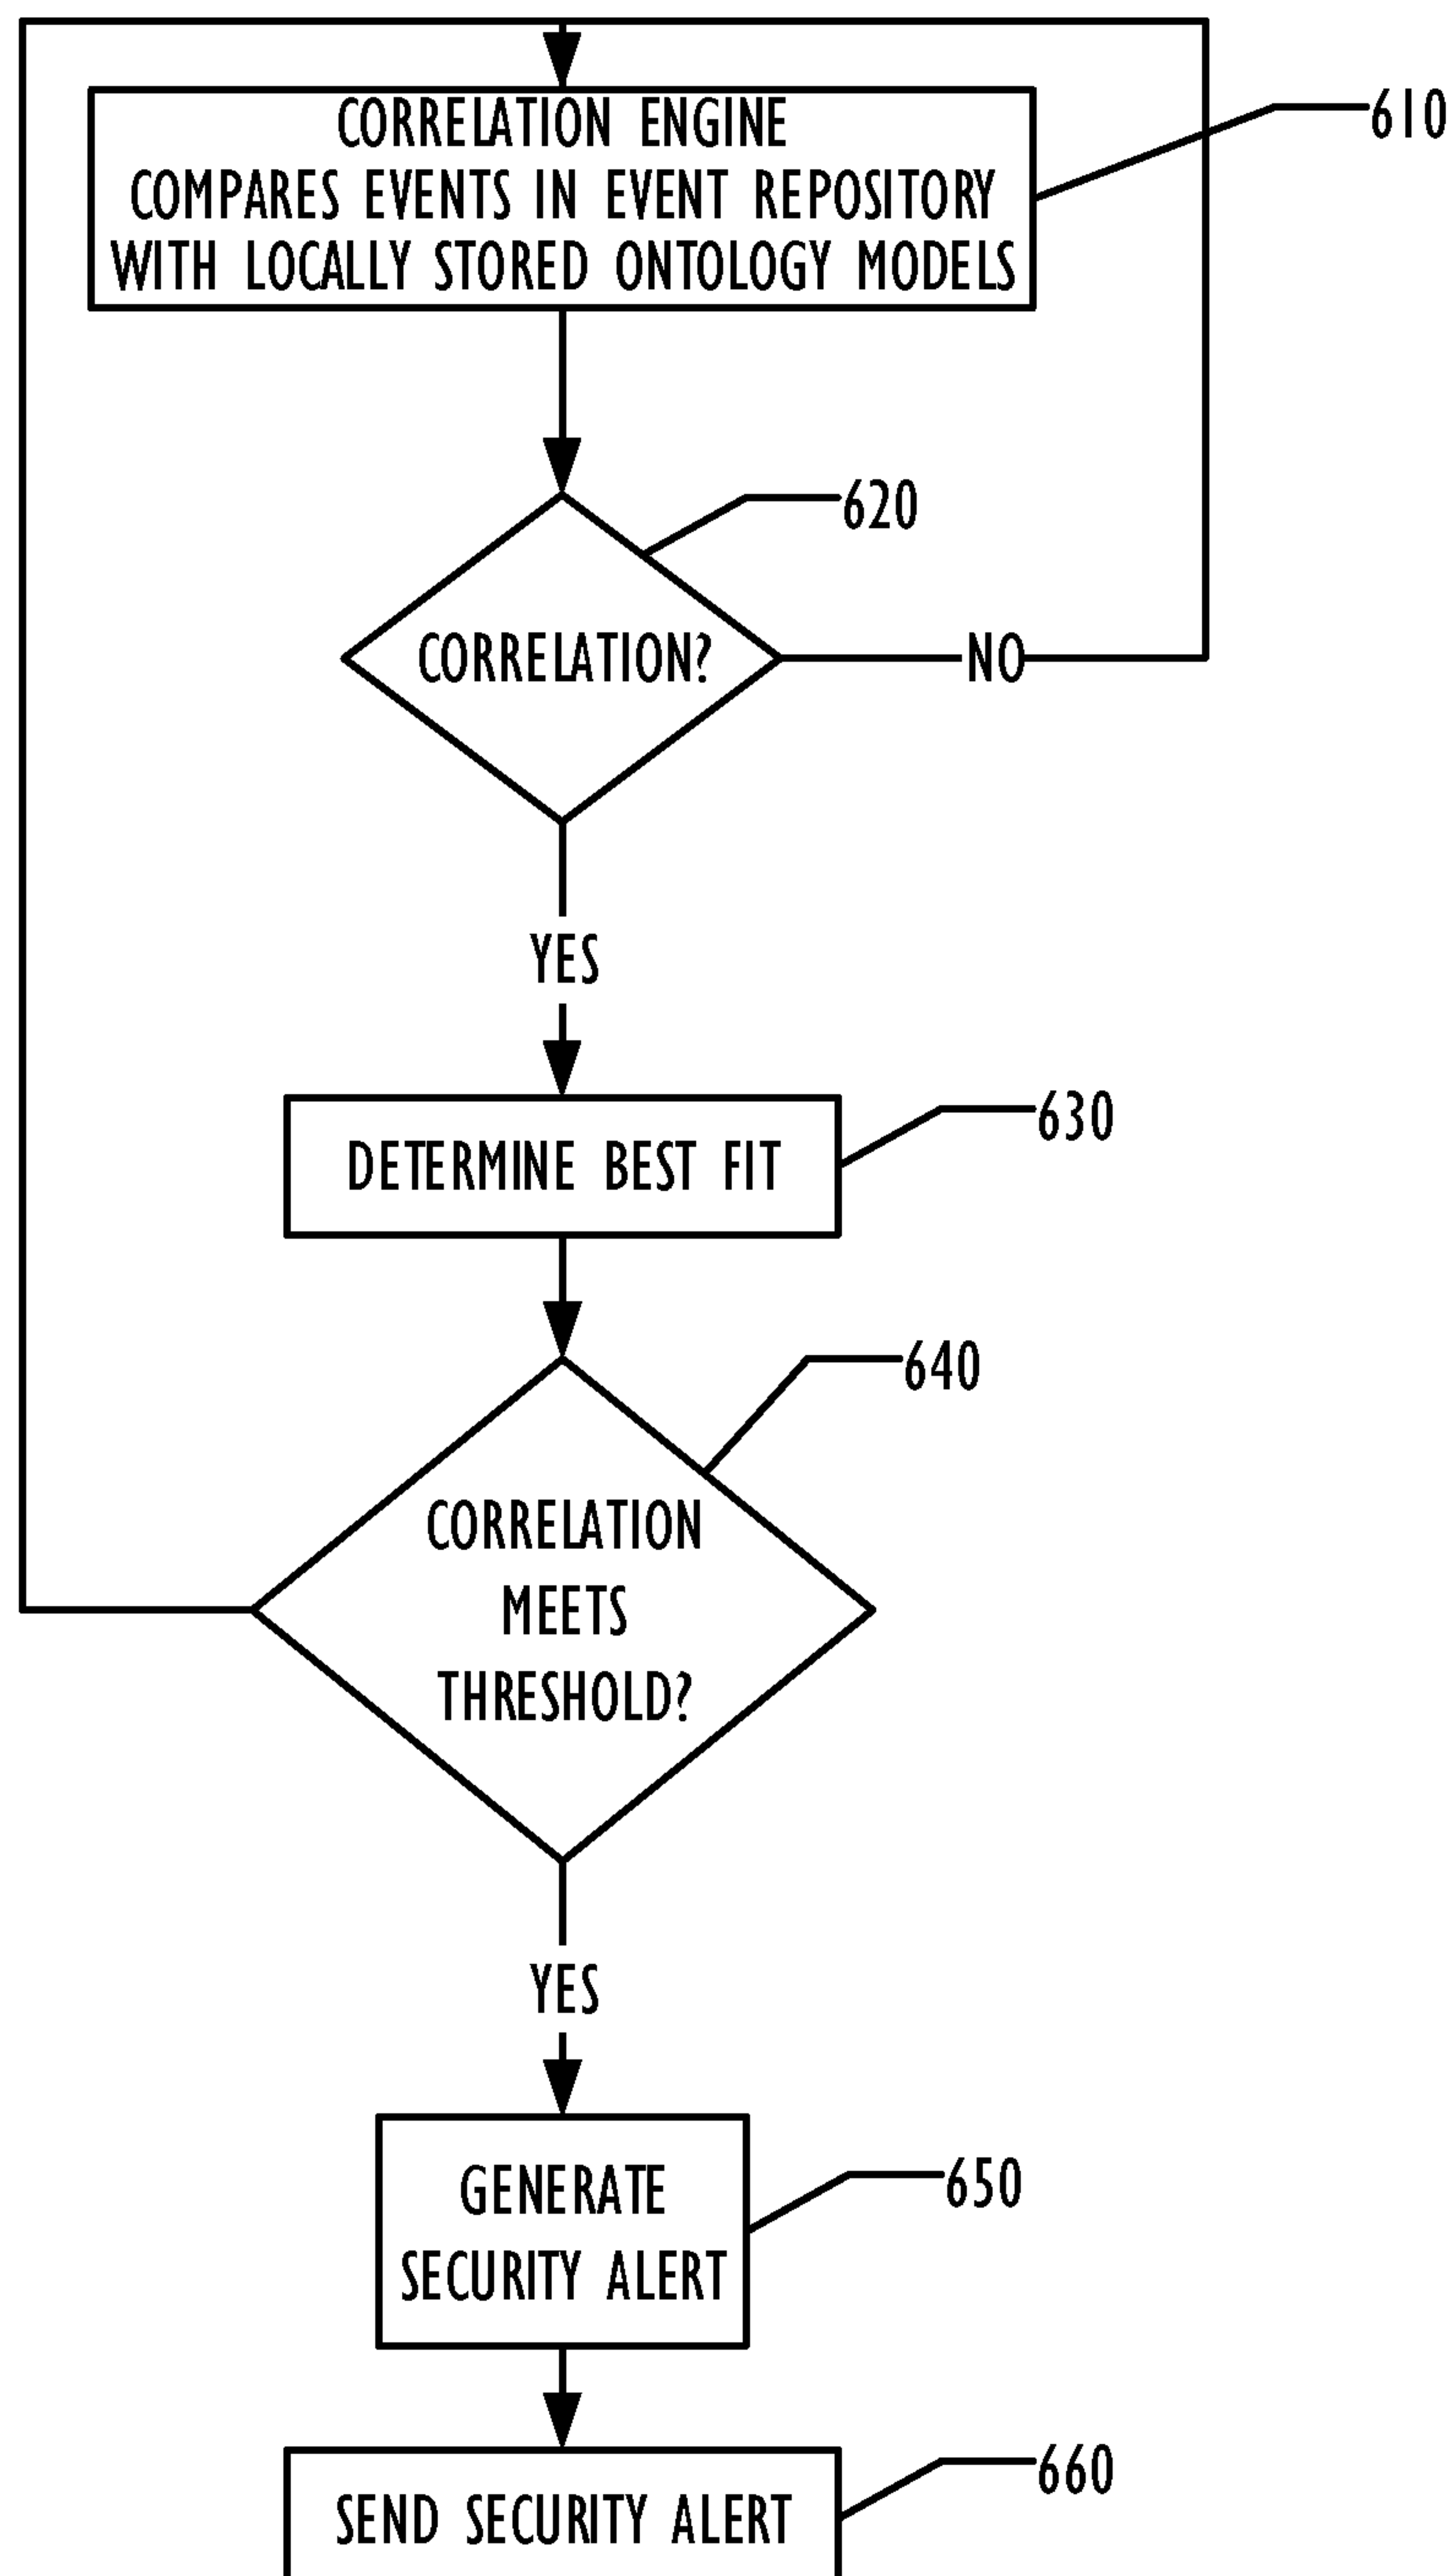 CORRELATION ENGINE
COMPARES EVENTS IN EVENT REPOSITORY
WITH LOCALLY STORED ONTOLOGY MODELS
610
620
CORRELATION?
NO
YES
630
DETERMINE BEST FIT
640
CORRELATION
MEETS
THRESHOLD?
YES
GENERATE
SECURITY ALERT
650
660
SEND SECURITY ALERT